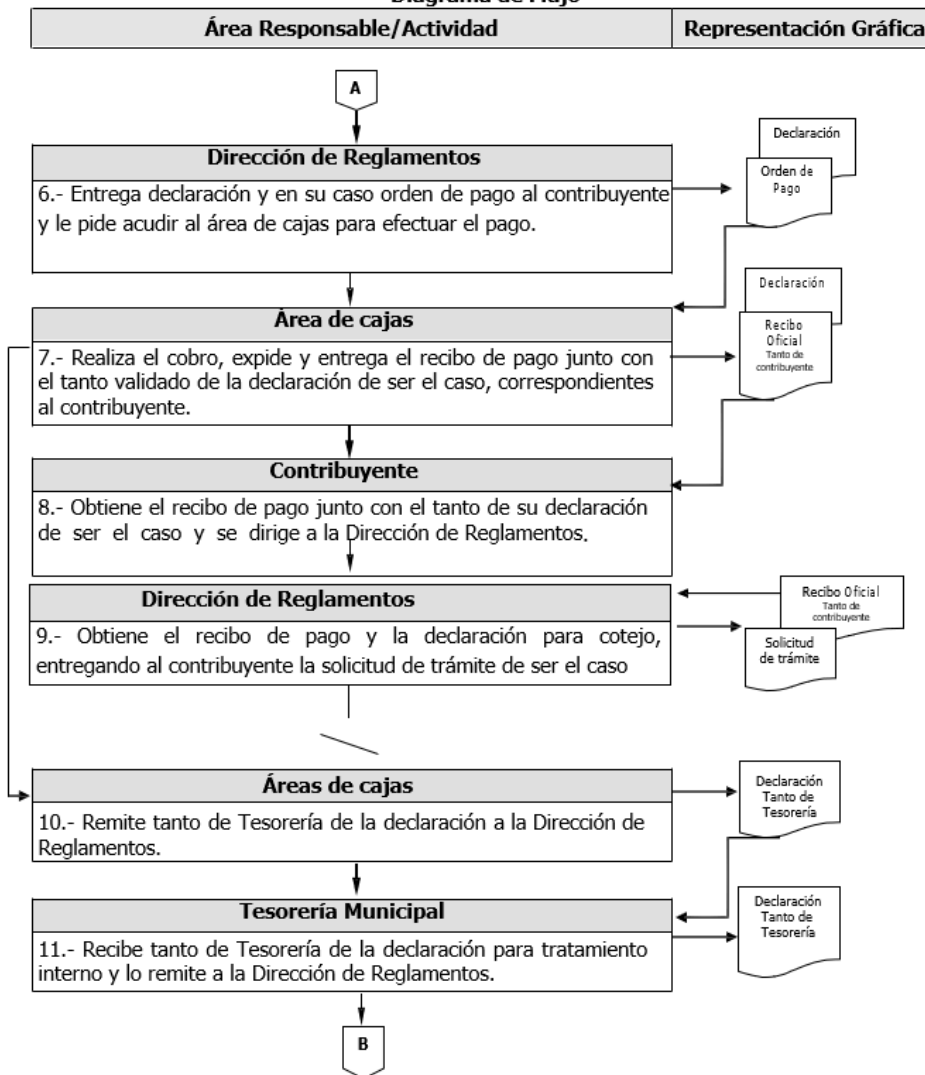 Diagrama de Flujo
Área Responsable/Actividad
Representación Gráfica
A
Dirección de Reglamentos
6.- Entrega declaración y en su caso orden de pago al contribuyente
y le pide acudir al área de cajas para efectuar el pago.
Declaración
Orden de
Pago
Área de cajas
7.- Realiza el cobro, expide y entrega el recibo de pago junto con
el tanto validado de la declaración de ser el caso, correspondientes
al contribuyente.
Declaración
Recibo
Oficial
Tanto de
contribuyente
Contribuyente
8.- Obtiene el recibo de pago junto con el tanto de su declaración
de ser el caso y se dirige a la Dirección de Reglamentos.
Dirección de Reglamentos
9.- Obtiene el recibo de pago y la declaración para cotejo,
entregando al contribuyente la solicitud de trámite de ser el caso
Recibo Oficial
Tanto de
contribuyente
Solicitud
de trámite
Áreas de cajas
10.- Remite tanto de Tesorería de la declaración a la Dirección de
Reglamentos.
Declaración
Tanto de
Tesorería
Tesorería Municipal
11.- Recibe tanto de Tesorería de la declaración para tratamiento
interno y lo remite a la Dirección de Reglamentos.
Declaración
Tanto de
Tesorería
B